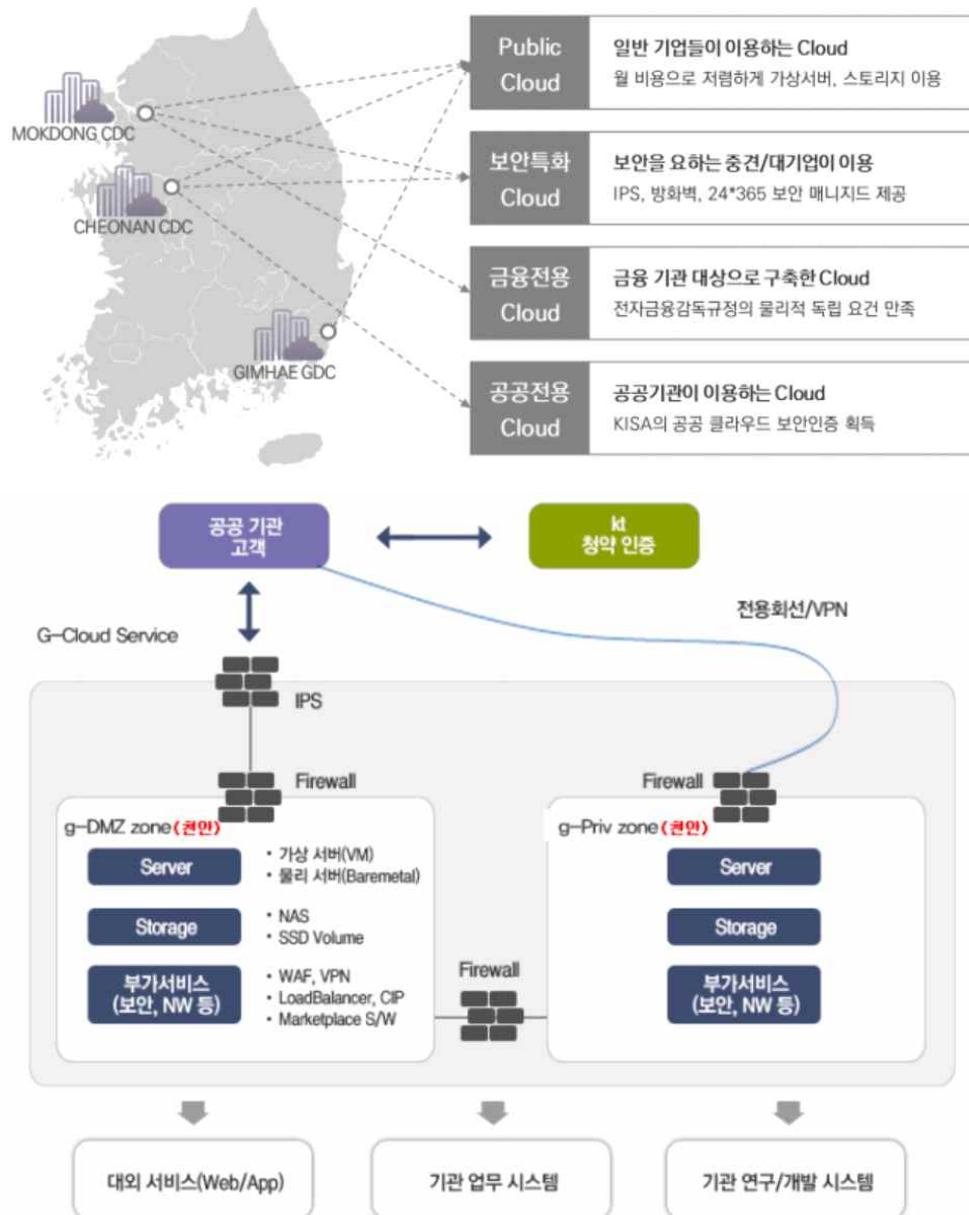 Public
Cloud
일반 기업들이 이용하는 Cloud
월 비용으로 저렴하게 가상서버, 스토리지 이용
MOKDONG CDC
보안특화
Cloud
보안을 요하는 중견/대기업이 이용
IPS, 방화벽, 24*365 보안 매니지드 제공
CHEONAN CDC
금융전용
Cloud
금융 기관 대상으로 구축한 Cloud
전자금융감독규정의 물리적 독립 요건 만족
GIMHAE GDC
공공전용
Cloud
공공기관이 이용하는 Cloud
KISA의 공공 클라우드 보안인증 획득
공공 기관
고객
kt
청약 인증
전용회선/VPN
G-Cloud Service
IPS
Firewall
Firewall
g-DMZ zone(천안)
Server
• 가상 서버(VM)
• 물리 서버(Baremetal)
Storage
• NAS
• SSD Volume
부가서비스
(보안, NW 등)
• WAF, VPN
• LoadBalancer, CIP
• Marketplace S/W
Firewall
g-Priv zone(천안)
Server
Storage
부가서비스
(보안, NW 등)
대외 서비스(Web/App)
기관 업무 시스템
기관 연구/개발 시스템